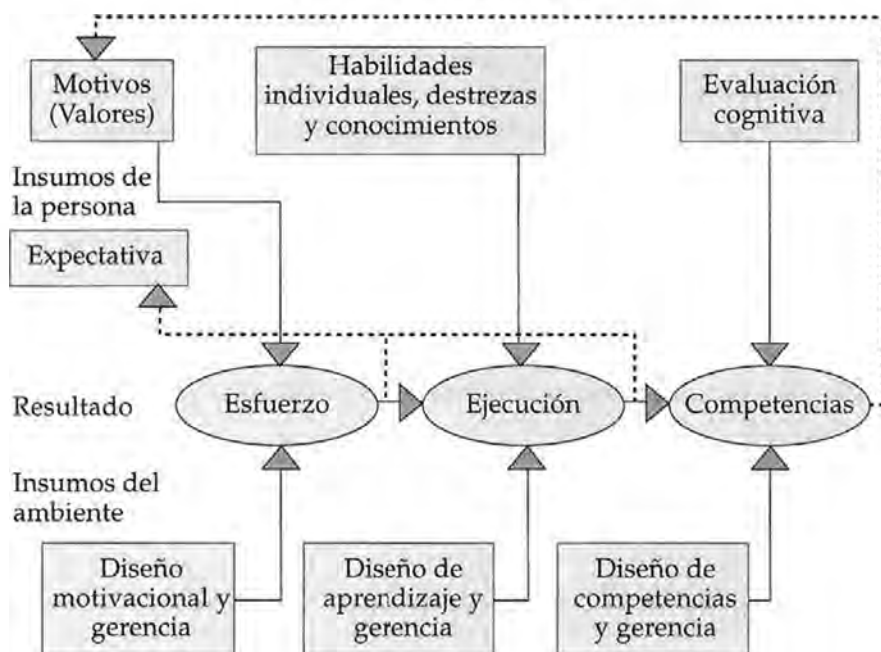 Motivos
(Valores)
Habilidades
individuales, destrezas
y conocimientos
Evaluación
cognitiva
Insumos de
la persona
Expectativa
Resultado
Esfuerzo
Ejecución
Competencias
Insumos del
ambiente
Diseño
motivacional y
gerencia
Diseño de
aprendizaje y
gerencia
Diseño de
competencias
y gerencia